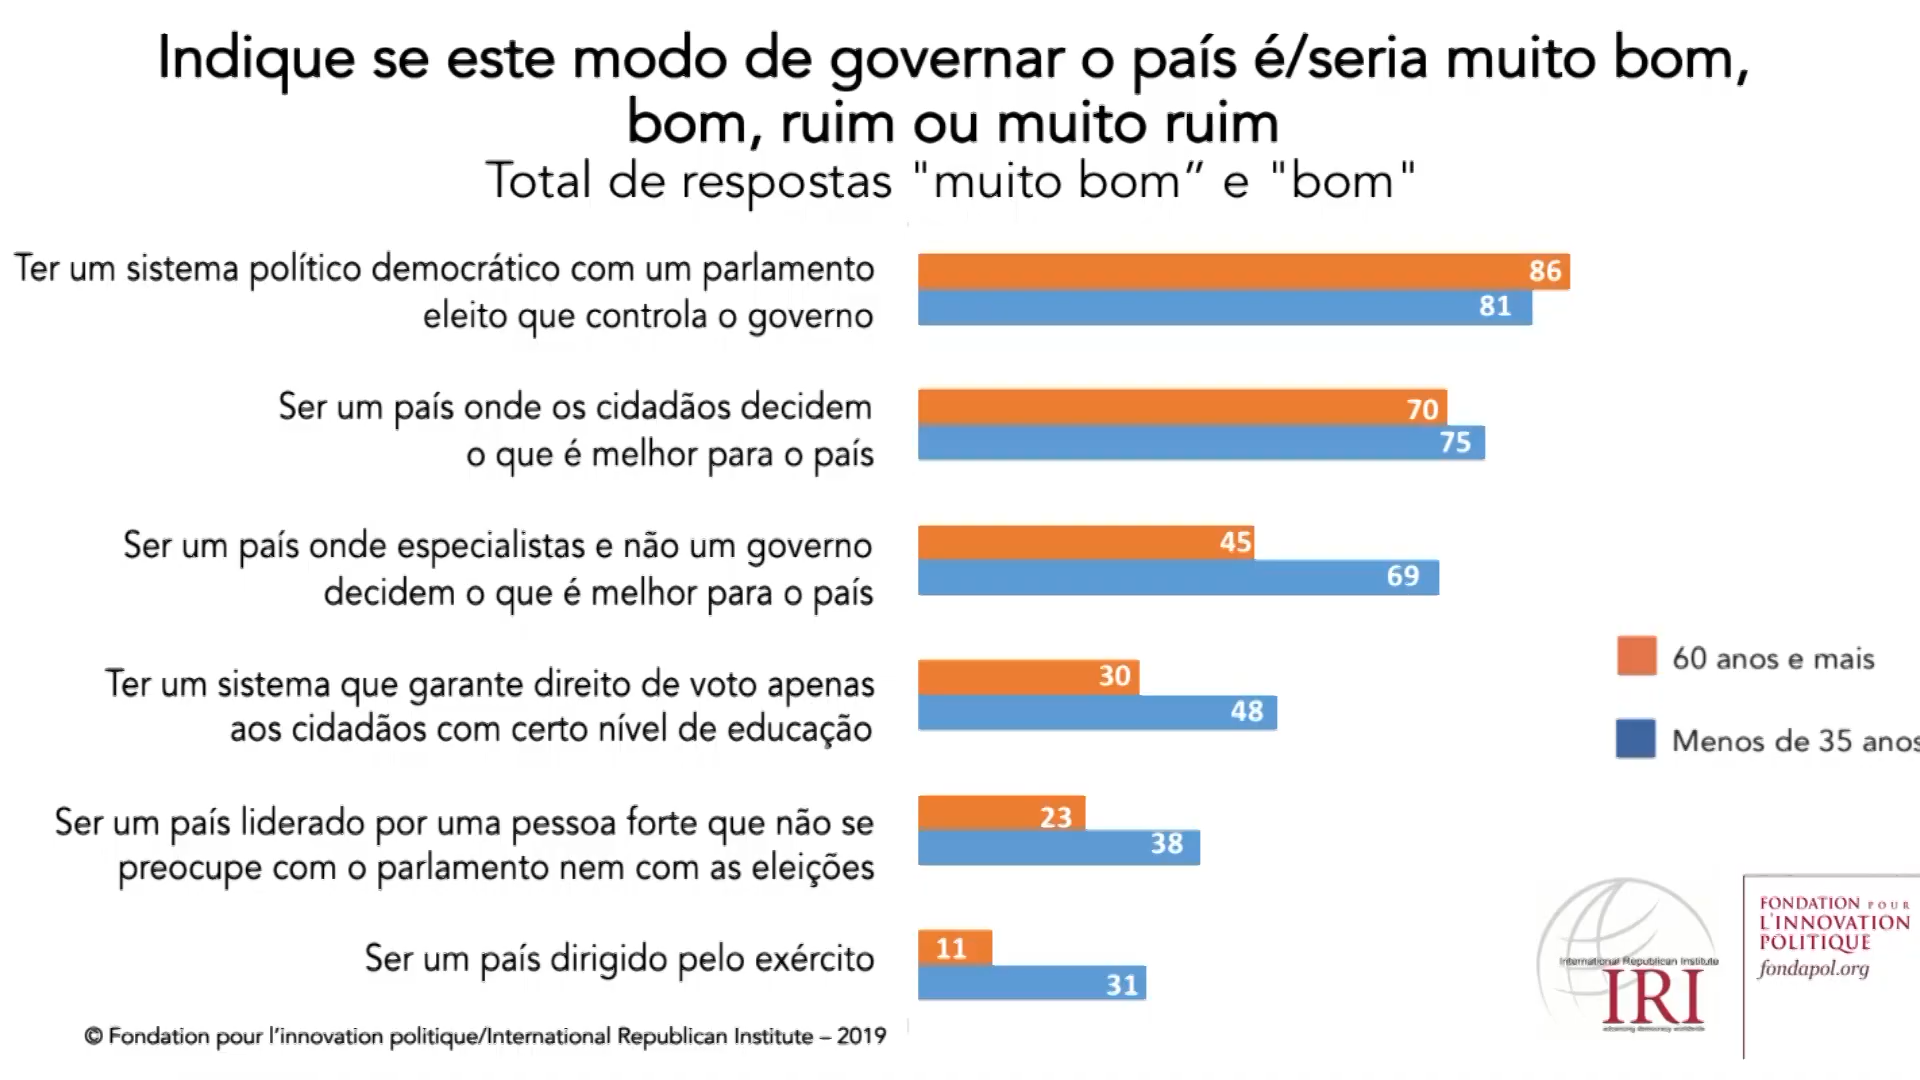 Indique se este modo de governar o país é/seria muito bom,
bom, ruim ou muito ruim
Total de respostas "muito bom” e "bom"
Ter um sistema político democrático com um parlamento
eleito que controla o governo
86
81
Ser um país onde os cidadãos decidem
o que é melhor para o país
70
75
Ser um país onde especialistas e não um governo
decidem o que é melhor para o país
45
69
Ter um sistema que garante direito de voto apenas
aos cidadãos com certo nível de educação
30
48
Ser um país liderado por uma pessoa forte que não se
preocupe com o parlamento nem com as eleições
23
38
Ser um país dirigido pelo exército
11
31
60 anos e mais
Menos de 35 anos
International Republican Institute
IRI
advancing democracy worldwide
FONDATION POUR
L'INNOVATION
POLITIQUE
fondapol.org
© Fondation pour l’innovation politique/International Republican Institute – 2019